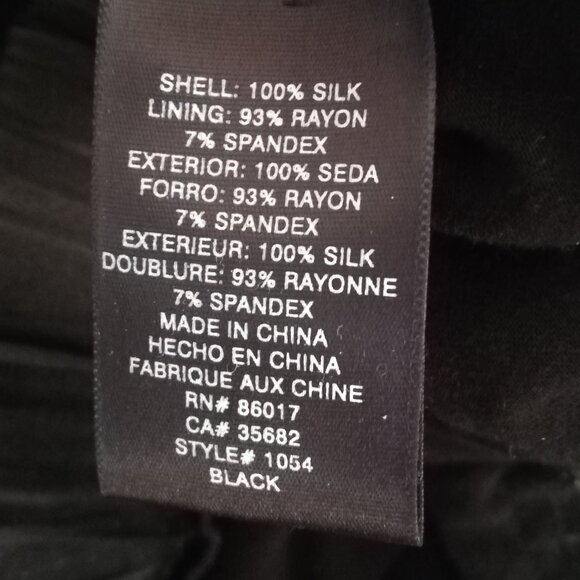 SHELL: 100% SILK
LINING: 93% RAYON
7% SPANDEX
EXTERIOR: 100% SEDA
FORRO: 93% RAYON
7% SPANDEX
EXTERIEUR: 100% SILK
DOUBLURE: 93% RAYONNE
7% SPANDEX
MADE IN CHINA
HECHO EN CHINA
FABRIQUE AUX CHINE
RN# 86017
CA# 35682
STYLE# 1054
BLACK